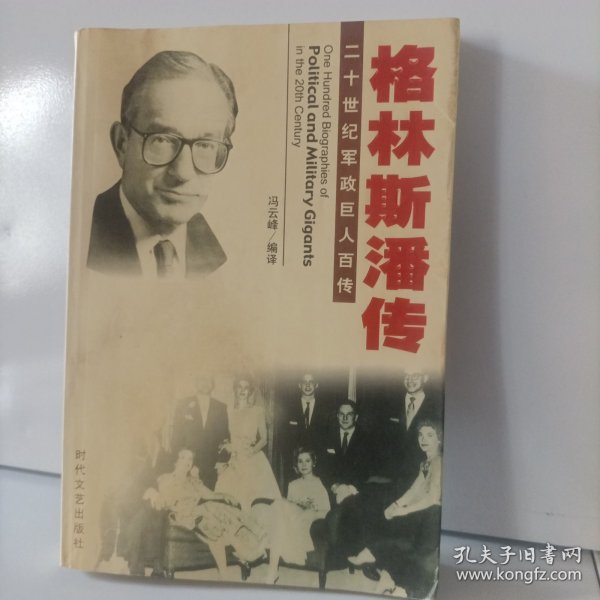 格林斯潘传
二十世纪军政巨人百传
One Hundred Biographies of
Political and Military Gigants
in the 20th Century
冯云峰/编译
时代文艺出版社
孔夫子旧书网
www.kongfz.com